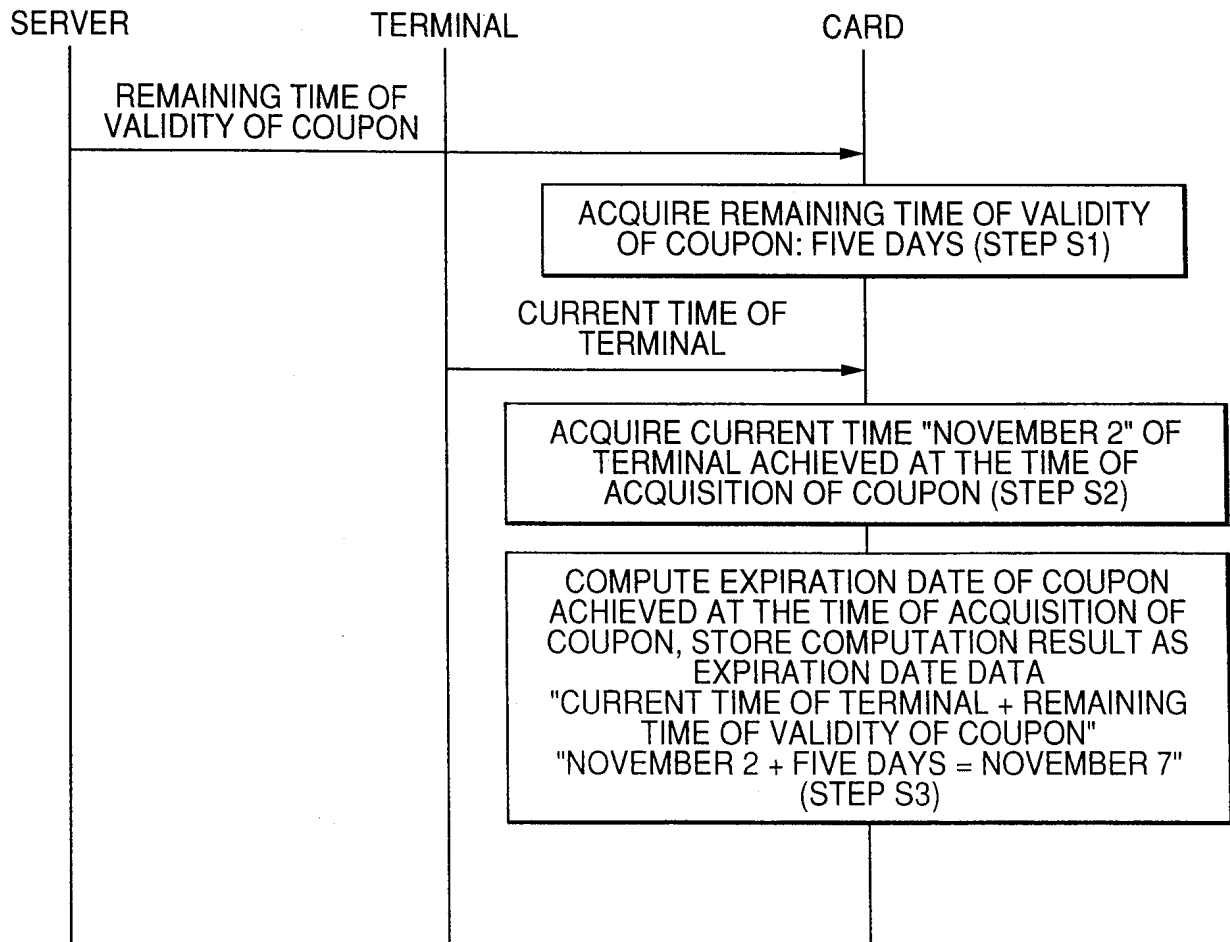 SERVER
TERMINAL
CARD
REMAINING TIME OF
VALIDITY OF COUPON
ACQUIRE REMAINING TIME OF VALIDITY
OF COUPON: FIVE DAYS (STEP S1)
CURRENT TIME OF
TERMINAL
ACQUIRE CURRENT TIME "NOVEMBER 2" OF
TERMINAL ACHIEVED AT THE TIME OF
ACQUISITION OF COUPON (STEP S2)
COMPUTE EXPIRATION DATE OF COUPON
ACHIEVED AT THE TIME OF ACQUISITION OF
COUPON, STORE COMPUTATION RESULT AS
EXPIRATION DATE DATA
"CURRENT TIME OF TERMINAL + REMAINING
TIME OF VALIDITY OF COUPON"
"NOVEMBER 2 + FIVE DAYS = NOVEMBER 7"
(STEP S3)